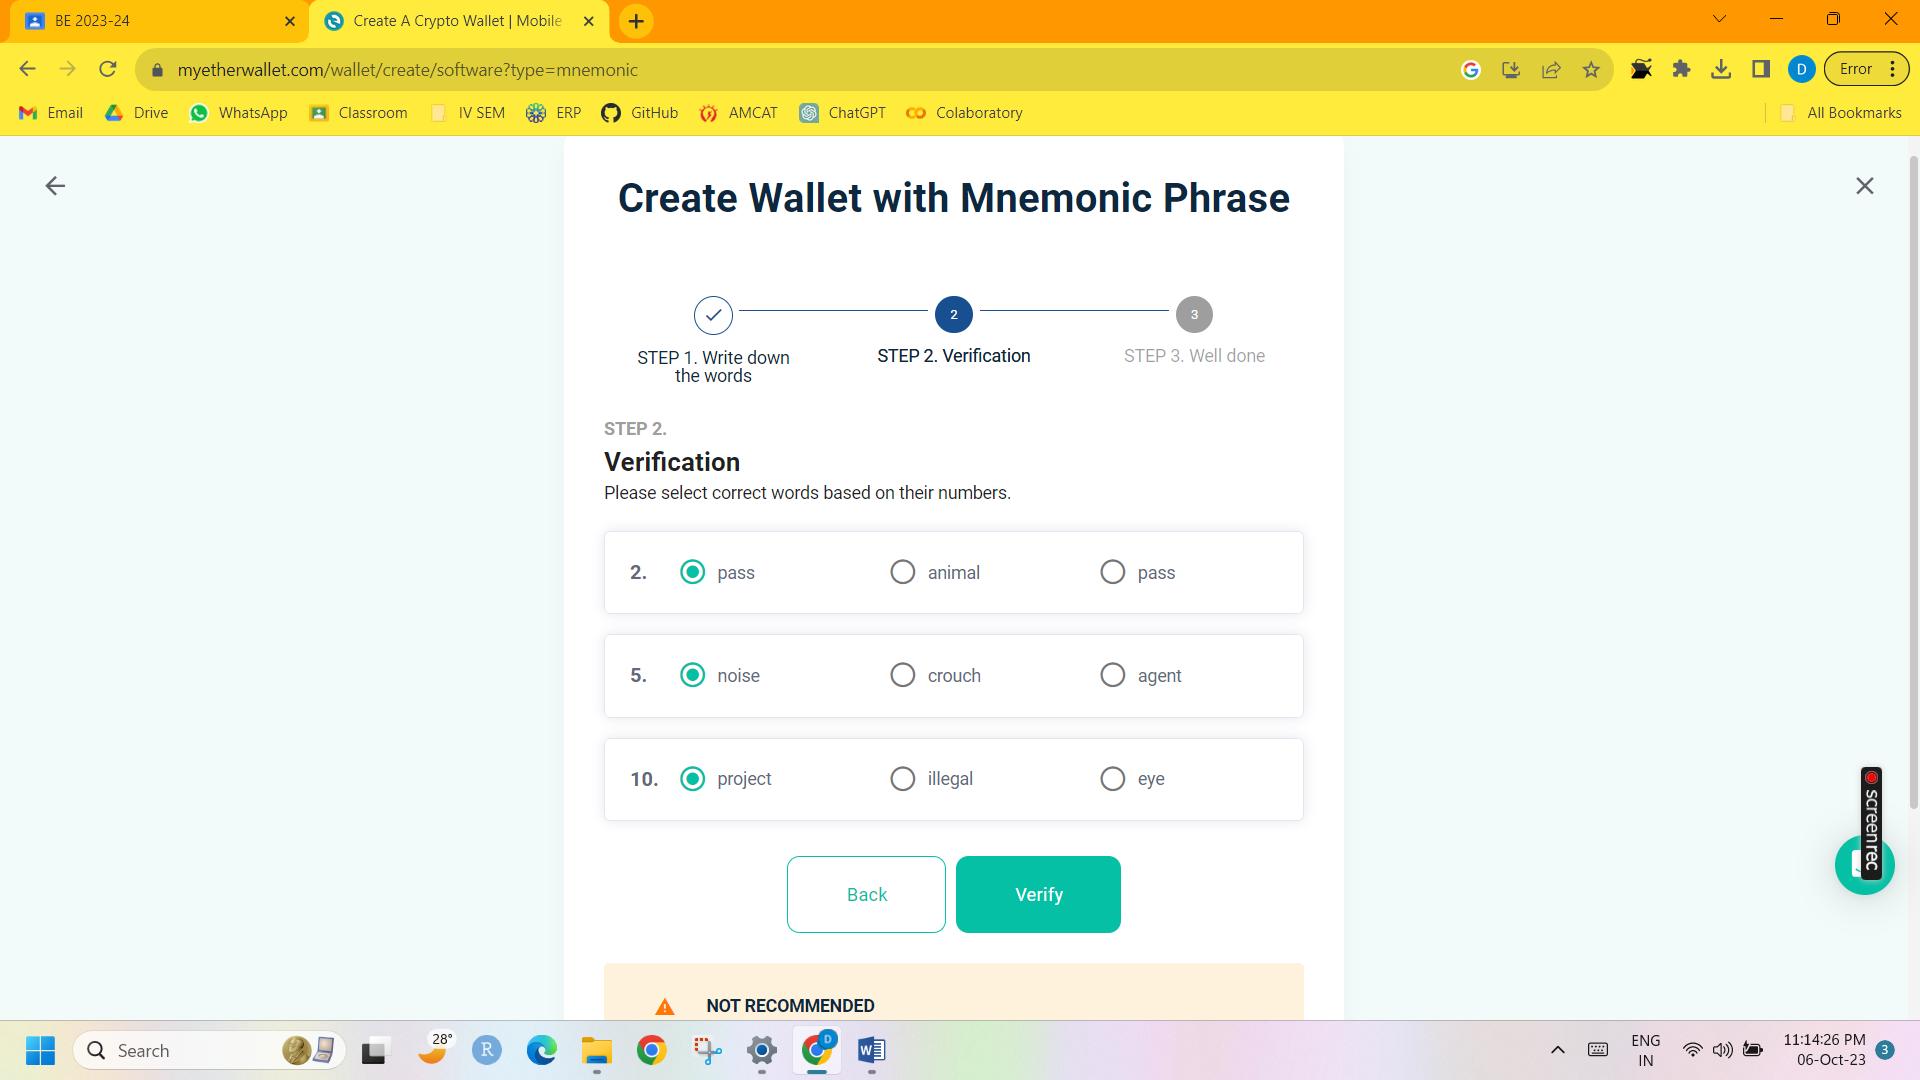 BE 2023-24
Create A Crypto Wallet | Mobile
myetherwallet.com/wallet/create/software?type=mnemonic
D
Error
Email
Drive
WhatsApp
Classroom
IV SEM
ERP
GitHub
AMCAT
ChatGPT
Colaboratory
All Bookmarks
Create Wallet with Mnemonic Phrase
2
3
STEP 1. Write down
the words
STEP 2. Verification
STEP 3. Well done
STEP 2.
Verification
Please select correct words based on their numbers.
2. pass animal pass
5. noise crouch agent
10. project illegal eye
Back
Verify
screenrec
NOT RECOMMENDED
Search
28°
R
D
W
ENG
IN
11:14:26 PM
06-Oct-23
3